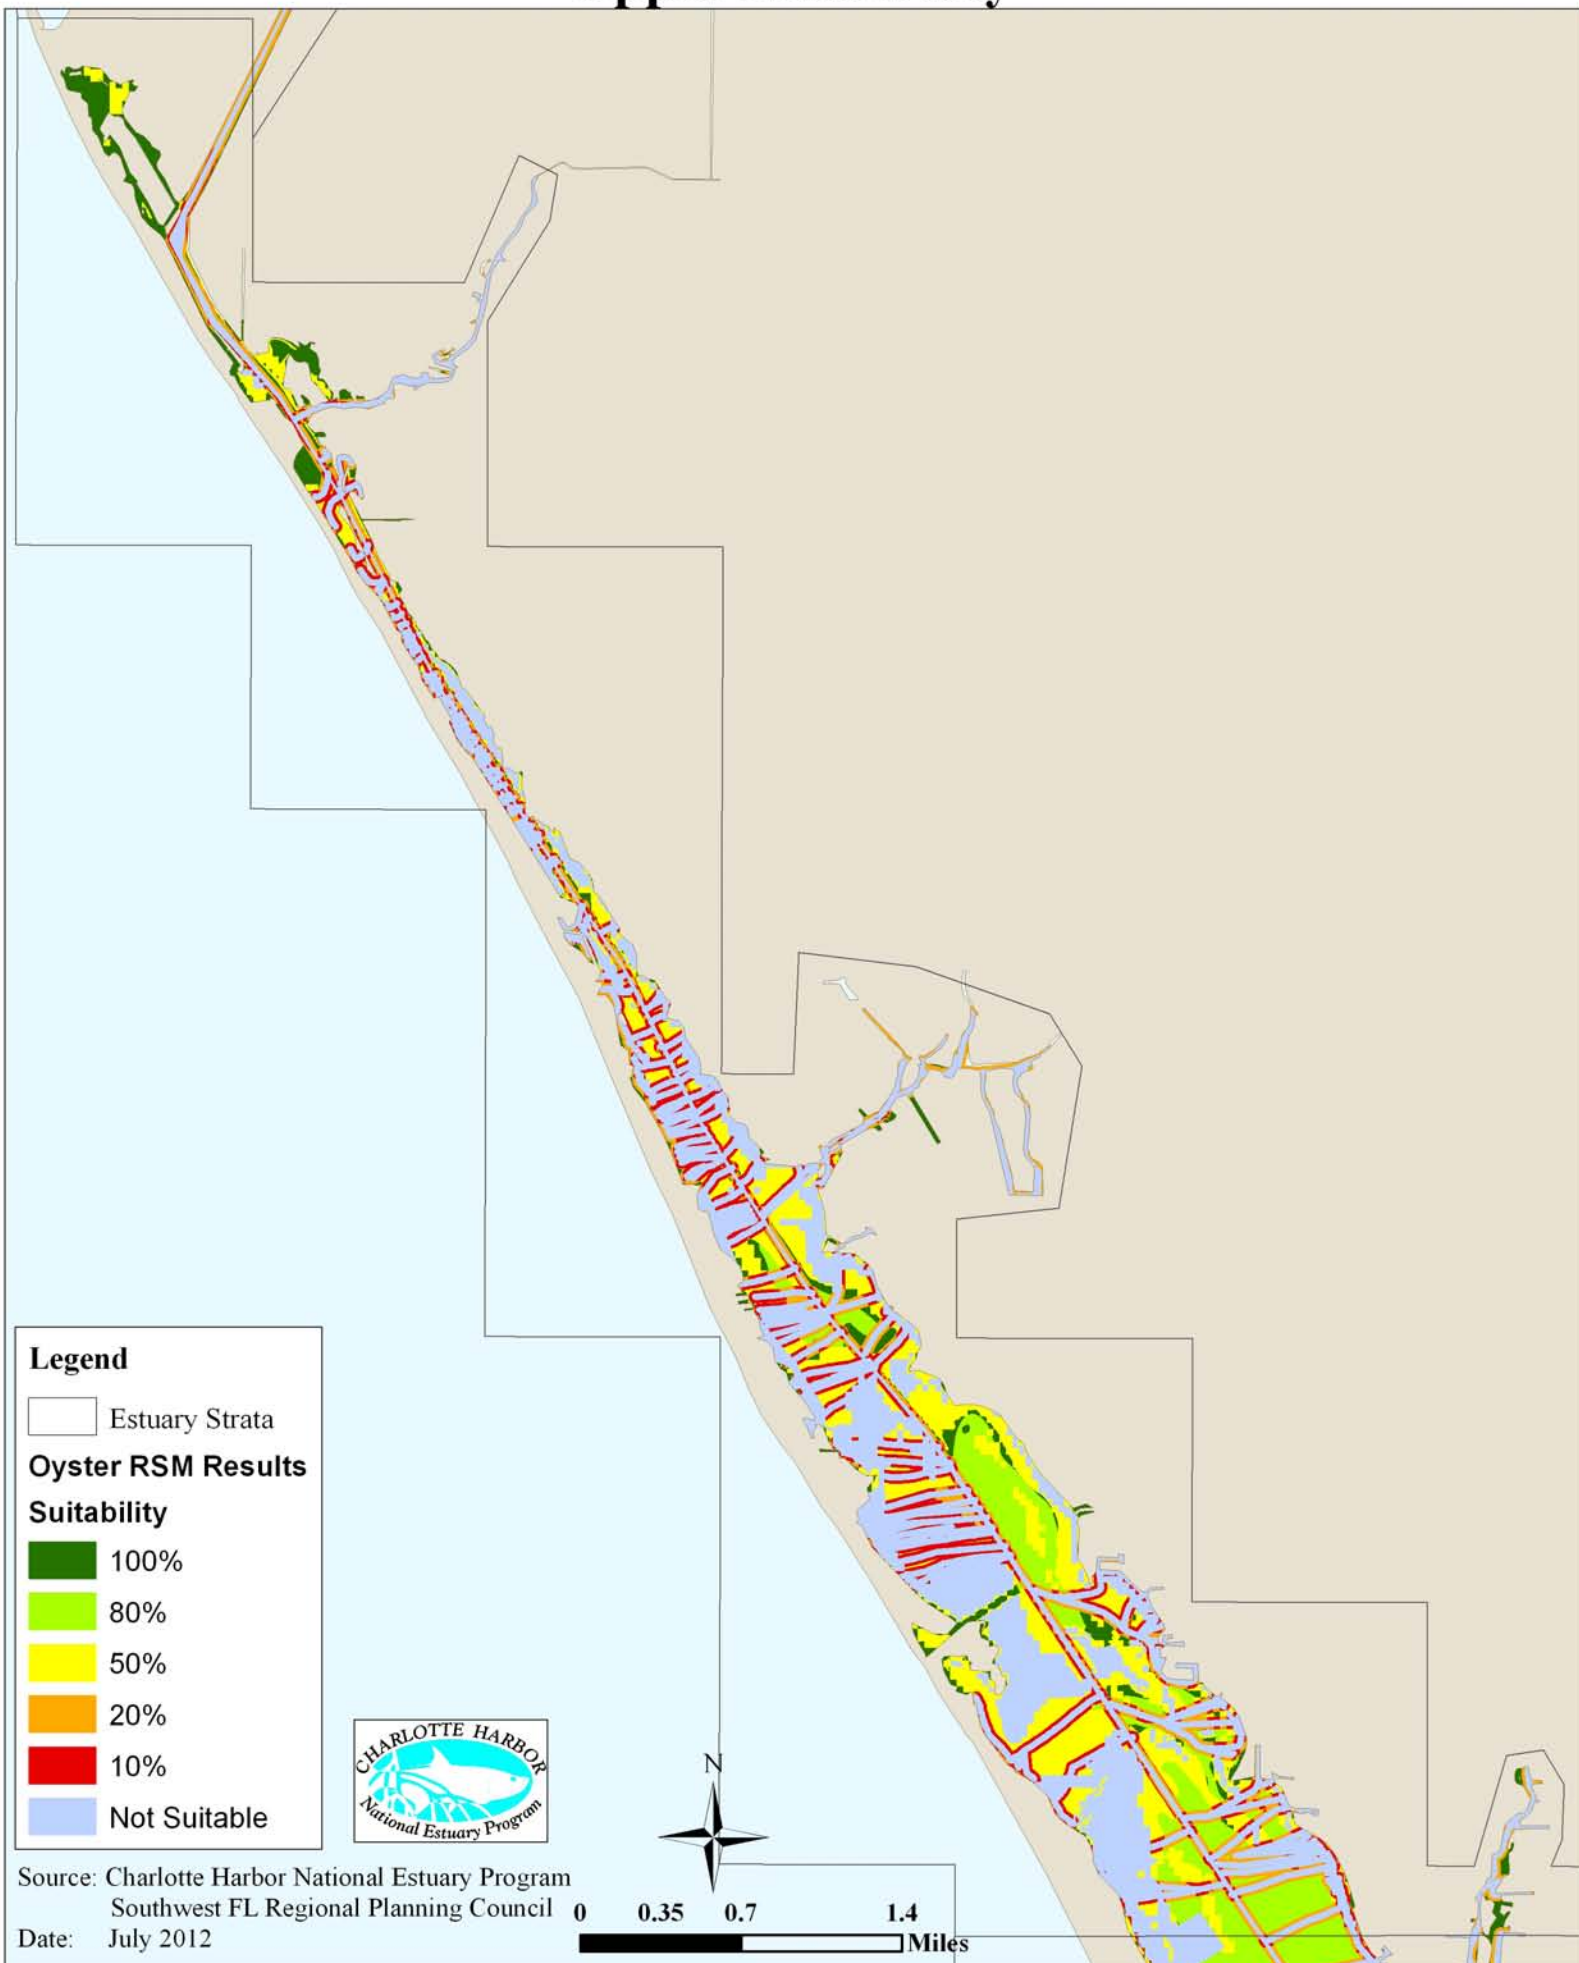 Legend
Estuary Strata
Oyster RSM Results
Suitability
100%
80%
50%
20%
10%
Not Suitable
CHARLOTTE HARBOR
National Estuary Program
N
Source: Charlotte Harbor National Estuary Program
Southwest FL Regional Planning Council
Date: July 2012
0 0.35 0.7 1.4
Miles